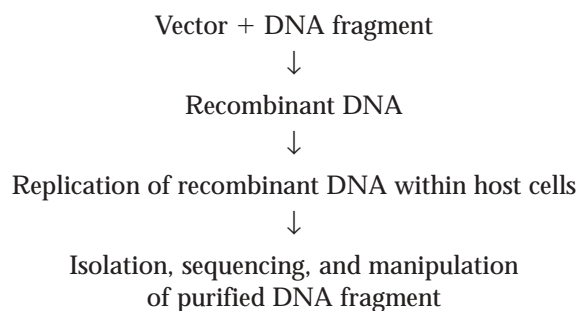 Vector + DNA fragment
↓
Recombinant DNA
↓
Replication of recombinant DNA within host cells
↓
Isolation, sequencing, and manipulation
of purified DNA fragment